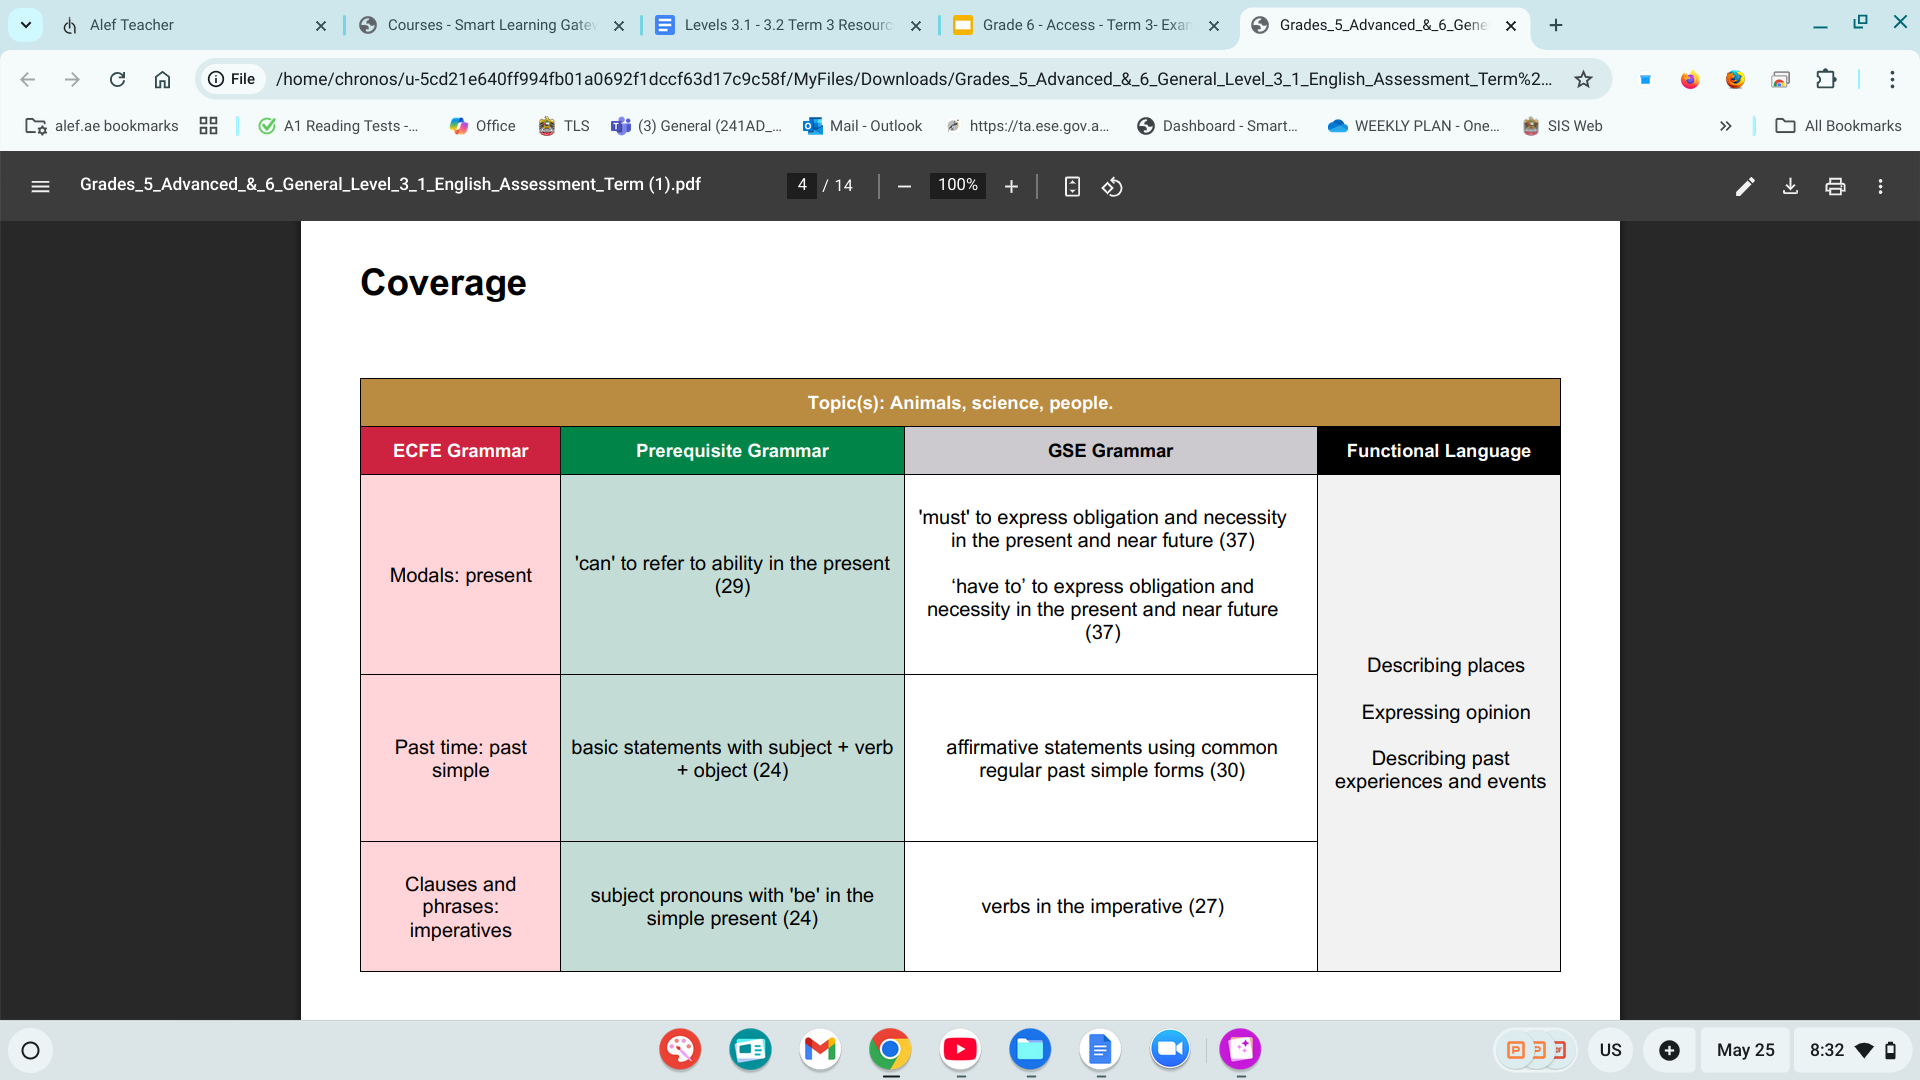 Alef Teacher
Courses - Smart Learning Gatew
Levels 3.1 - 3.2 Term 3 Resourc
Grade 6 - Access - Term 3- Exam
Grades_5_Advanced_&_6_Gene
File
/home/chronos/u-5cd21e640ff994fb01a0692f1dccf63d17c9c58f/MyFiles/Downloads/Grades_5_Advanced_&_6_General_Level_3_1_English_Assessment_Term%2...
alef.ae bookmarks
A1 Reading Tests -...
Office
TLS
(3) General (241AD_...
Mail - Outlook
https://ta.ese.gov.a...
Dashboard - Smart...
WEEKLY PLAN - One...
SIS Web
All Bookmarks
Grades_5_Advanced_&_6_General_Level_3_1_English_Assessment_Term (1).pdf
4 / 14
100%
Coverage
Topic(s): Animals, science, people.
ECFE Grammar
Prerequisite Grammar
GSE Grammar
Functional Language
Modals: present
'can' to refer to ability in the present
(29)
'must' to express obligation and necessity
in the present and near future (37)
‘have to’ to express obligation and
necessity in the present and near future
(37)
Past time: past
simple
basic statements with subject + verb
+ object (24)
affirmative statements using common
regular past simple forms (30)
Clauses and
phrases:
imperatives
subject pronouns with 'be' in the
simple present (24)
verbs in the imperative (27)
Describing places
Expressing opinion
Describing past
experiences and events
US
May 25
8:32